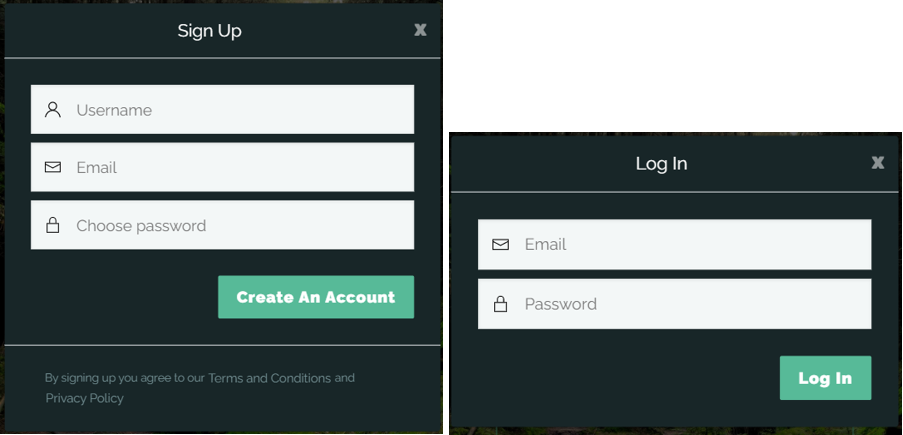 Sign Up
x
Username
Email
Choose password
Create An Account
By signing up you agree to our Terms and Conditions and
Privacy Policy
Log In
x
Email
Password
Log In